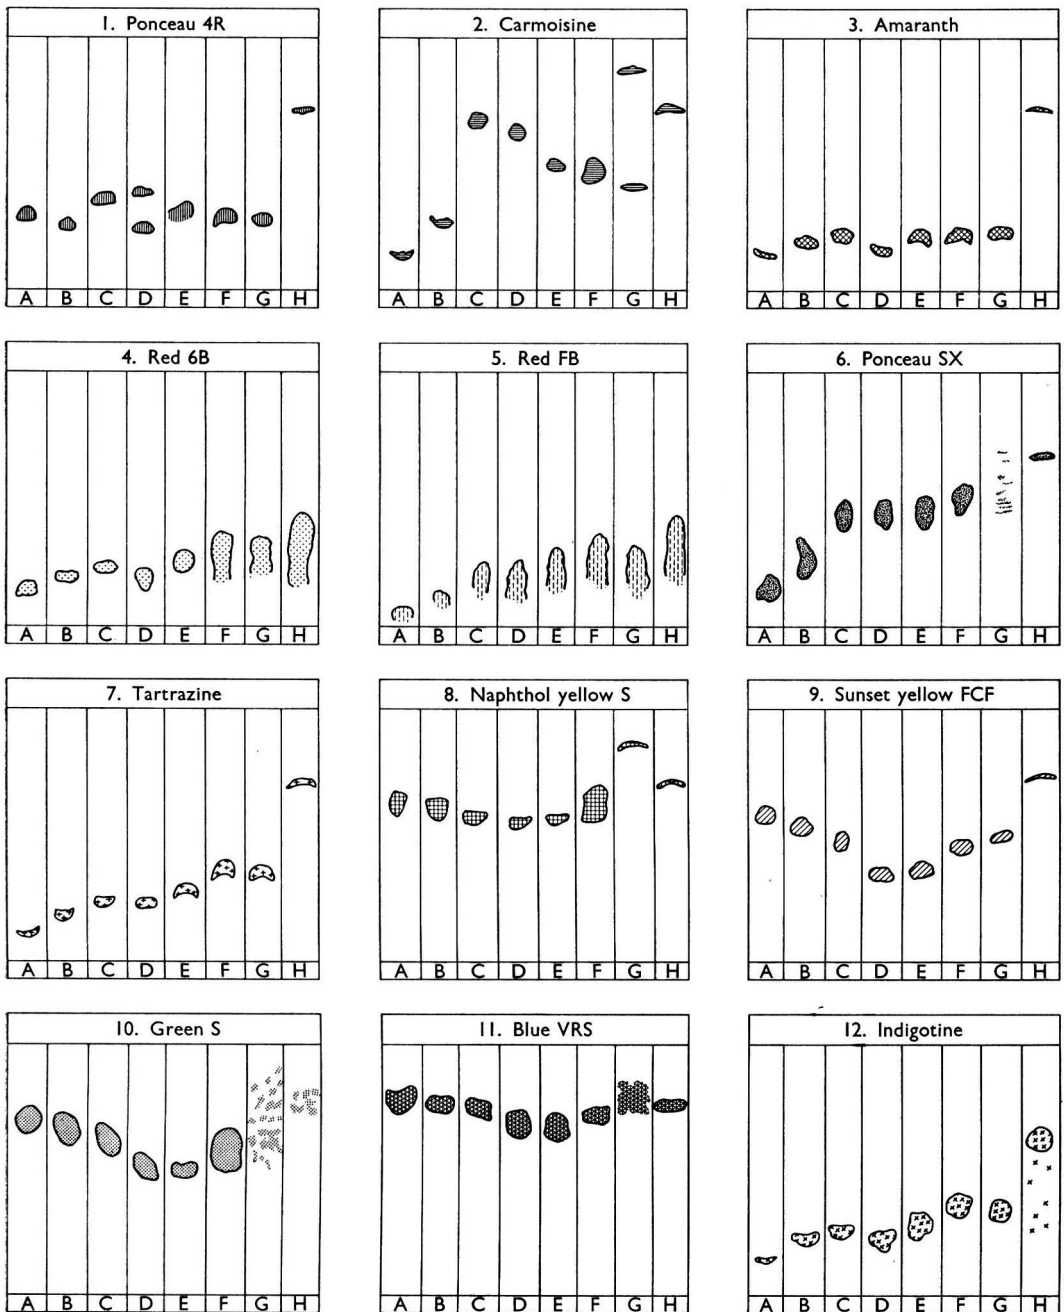 1. Ponceau 4R
A B C D E F G H
2. Carmoisine
A B C D E F G H
3. Amaranth
A B C D E F G H
4. Red 6B
A B C D E F G H
5. Red FB
A B C D E F G H
6. Ponceau SX
A B C D E F G H
7. Tartrazine
A B C D E F G H
8. Naphthol yellow S
A B C D E F G H
9. Sunset yellow FCF
A B C D E F G H
10. Green S
A B C D E F G H
11. Blue VRS
A B C D E F G H
12. Indigotine
A B C D E F G H